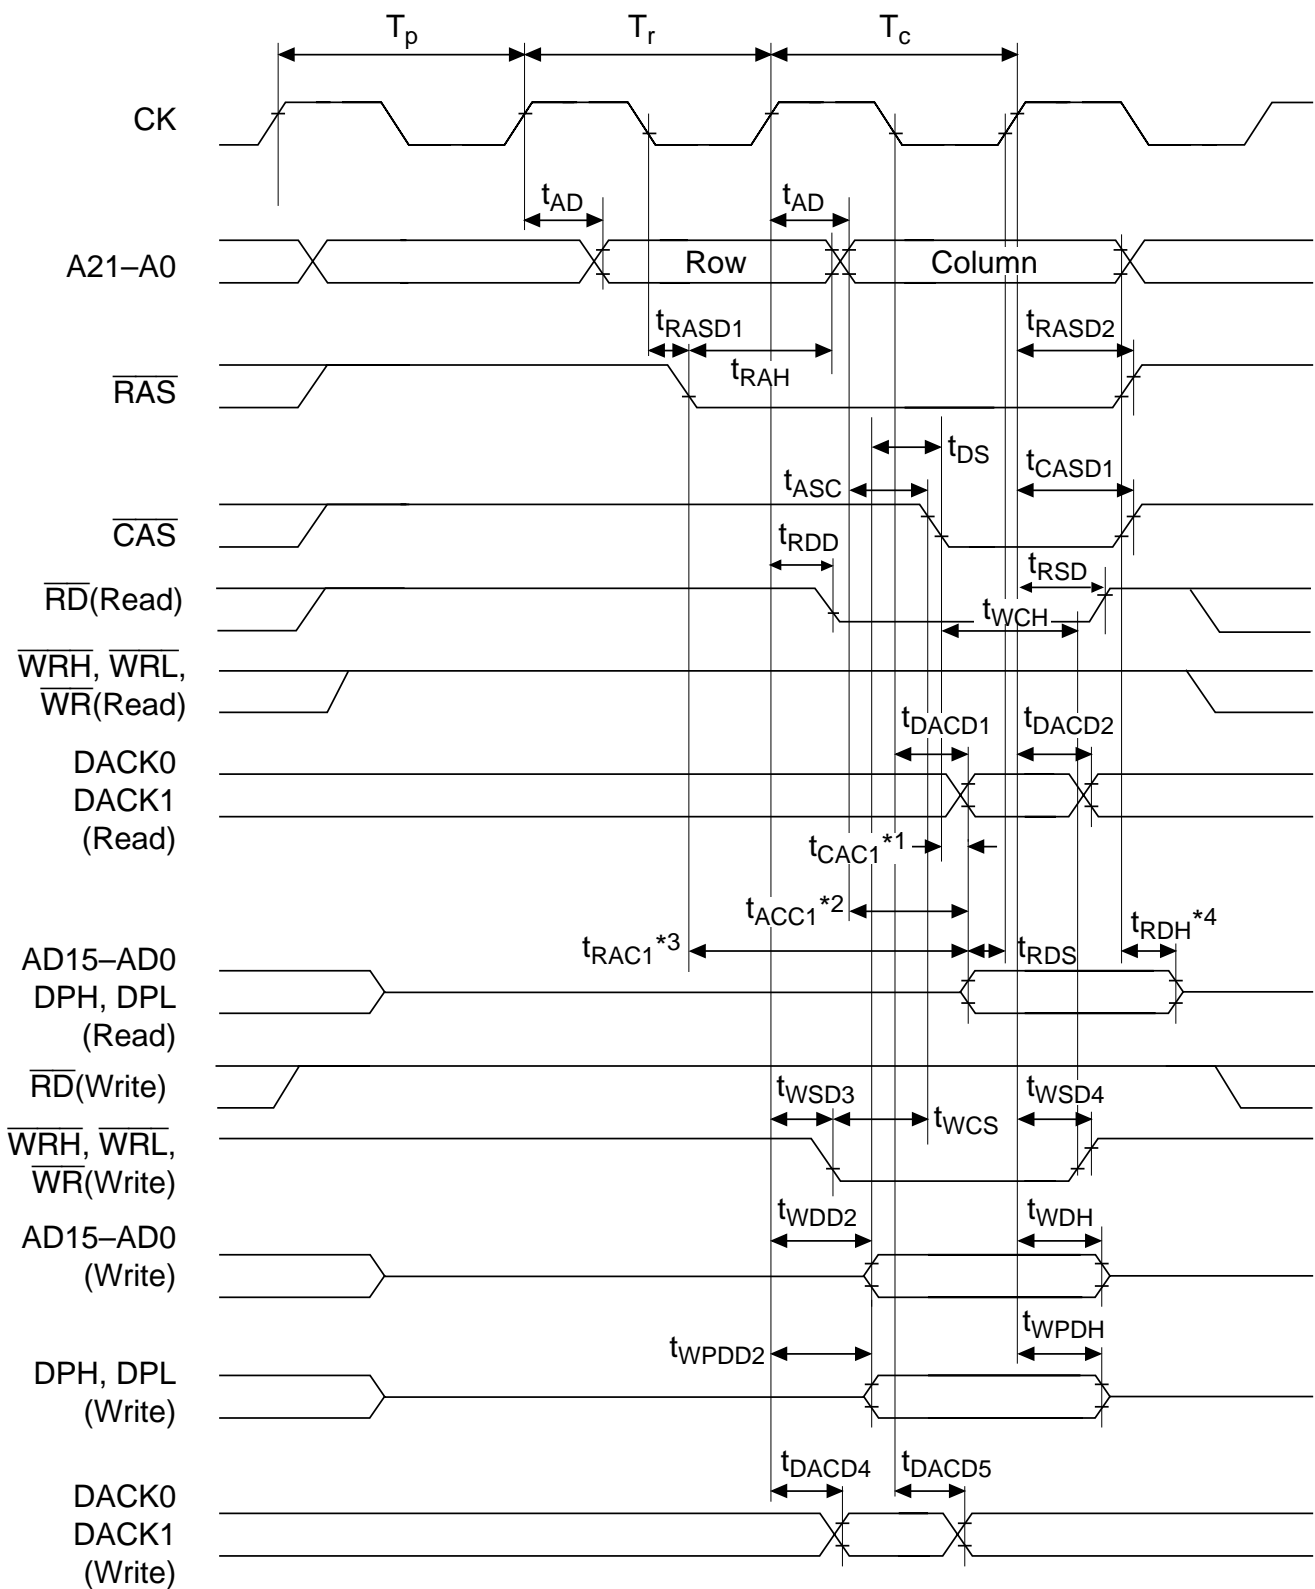 Tp Tr Tc
CK
tAD tAD
A21–A0 Row Column
tRASD1 tRASD2
tRAH
RAS
tDS
tCASD1
tASC
CAS
tRDD
tRSD
RD(Read)
tWCH
WRH, WRL,
WR(Read)
tDACD1 tDACD2
DACK0
DACK1
(Read)
tCAC1*1
tACC1*2
tRAC1*3 tRDS tRDH*4
AD15–AD0
DPH, DPL
(Read)
RD(Write)
tWSD3 tWSD4
tWCS
WRH, WRL,
WR(Write)
tWDD2 tWDH
AD15–AD0
(Write)
tWPDD2 tWPDH
DPH, DPL
(Write)
tDACD4 tDACD5
DACK0
DACK1
(Write)